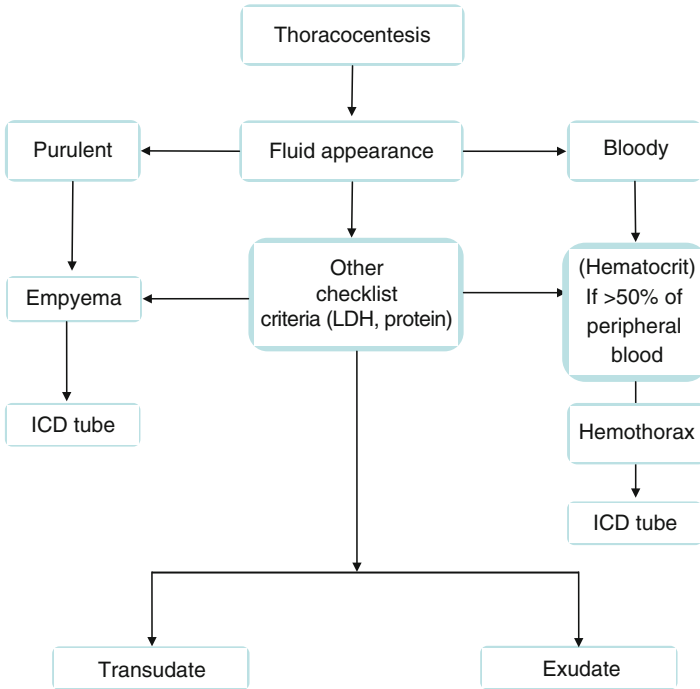 Thoracocentesis
Purulent
Fluid appearance
Bloody
Empyema
Other
checklist
criteria (LDH, protein)
(Hematocrit)
If >50% of
peripheral
blood
ICD tube
Hemothorax
ICD tube
Transudate
Exudate